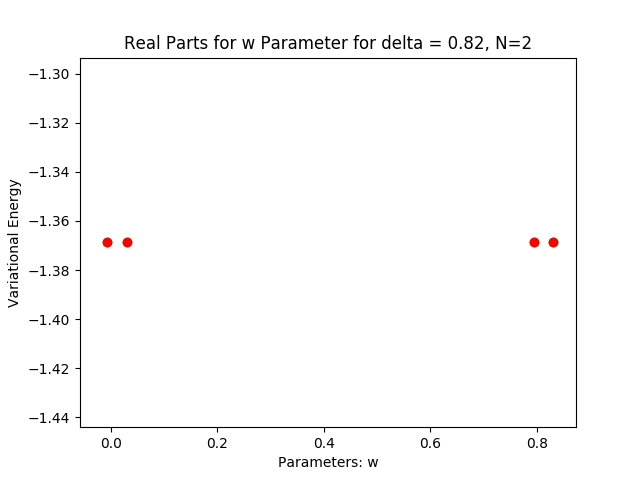 Real Parts for w Parameter for delta = 0.82, N=2
Variational Energy
−1.30
−1.32
−1.34
−1.36
−1.38
−1.40
−1.42
−1.44
0.0 0.2 0.4 0.6 0.8
Parameters: w